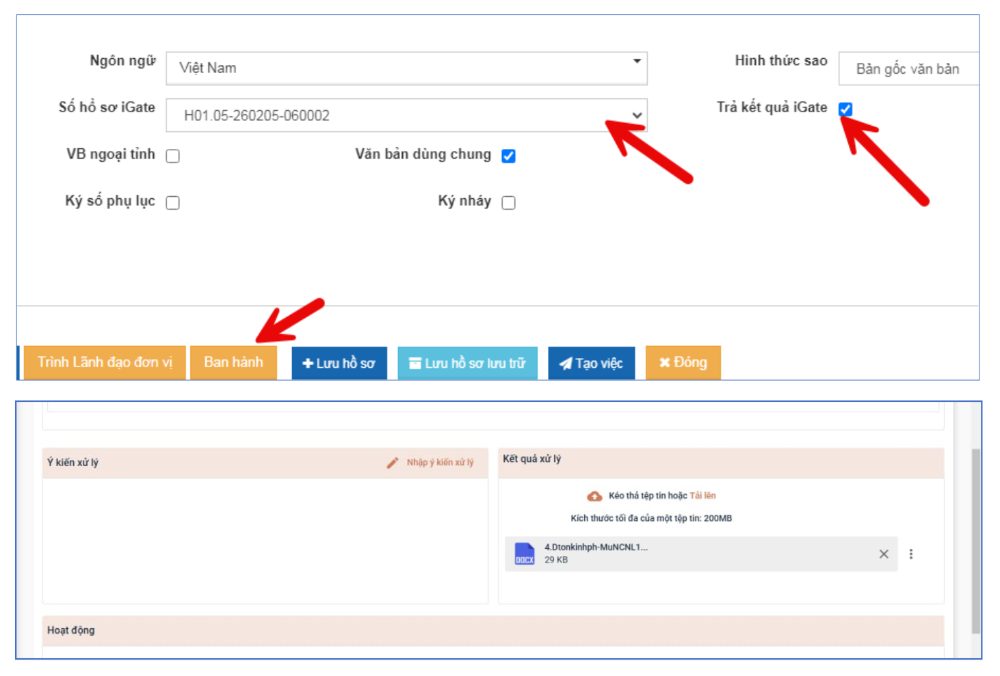 Ngôn ngữ
Việt Nam
Hình thức sao
Bản gốc văn bản
Số hồ sơ iGate
H01.05-260205-060002
Trả kết quả iGate
VB ngoại tỉnh
Văn bản dùng chung
Ký số phụ lục
Ký nháy
Trình Lãnh đạo đơn vị
Ban hành
Lưu hồ sơ
Lưu hồ sơ lưu trữ
Tạo việc
Đóng
Ý kiến xử lý
Nhập ý kiến xử lý
Kết quả xử lý
Kéo thả tệp tin hoặc Tải lên
Kích thước tối đa của một tệp tin: 200MB
DOCX
4.Dtonkinhph-MuNCNL1...
29 KB
Hoạt động